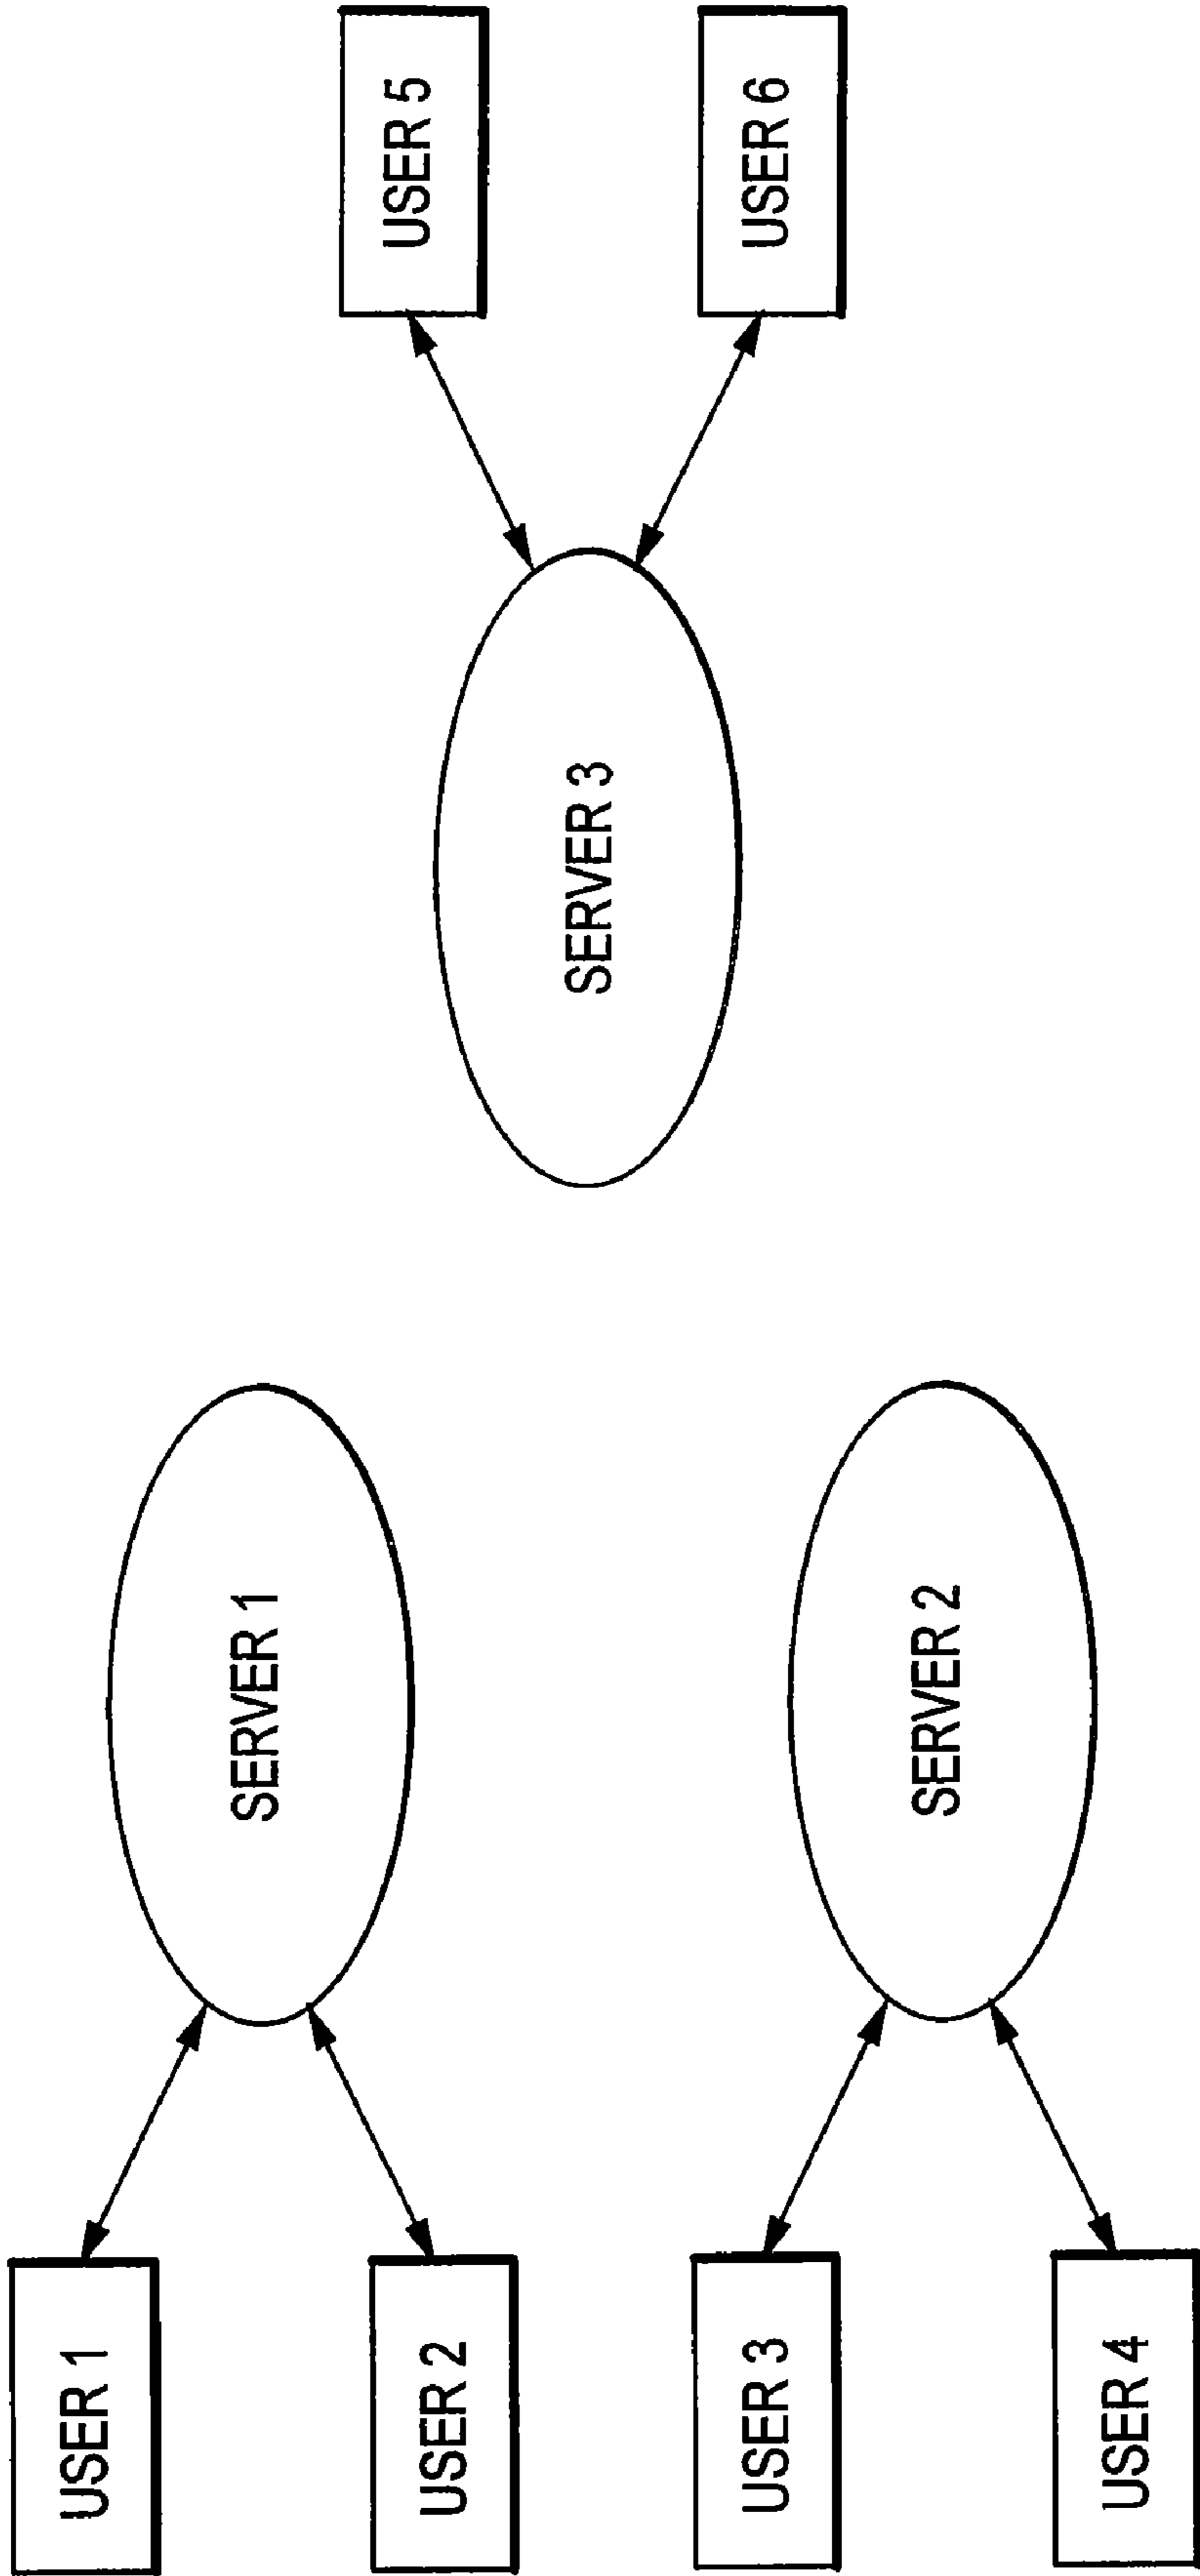 USER 1
USER 2
USER 3
USER 4
SERVER 1
SERVER 2
SERVER 3
USER 5
USER 6